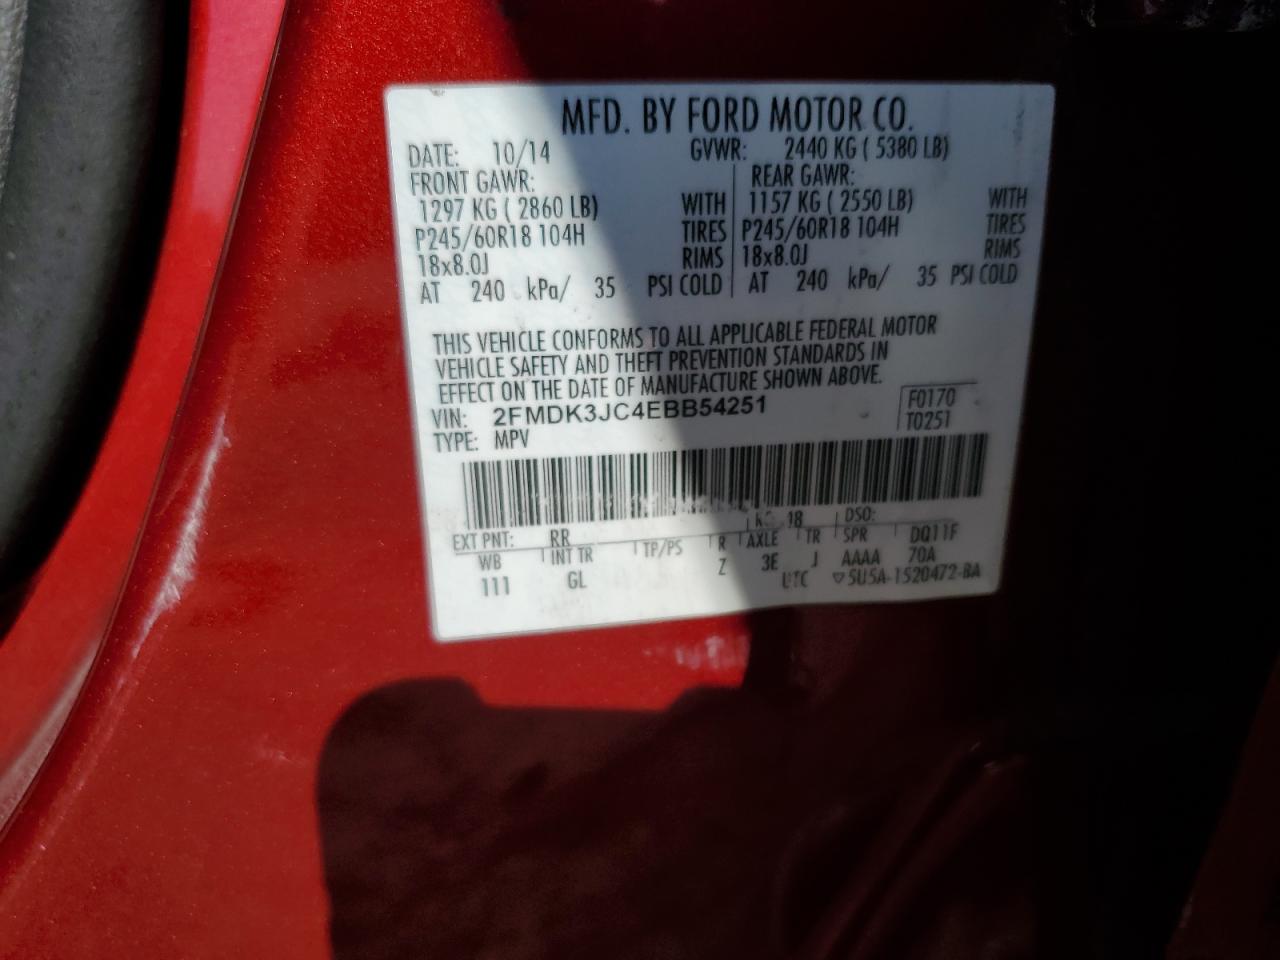 MFD. BY FORD MOTOR CO.
DATE: 10/14 GVWR: 2440 KG ( 5380 LB)
FRONT GAWR: REAR GAWR:
1297 KG ( 2860 LB) WITH 1157 KG ( 2550 LB) WITH
P245/60R18 104H TIRES P245/60R18 104H TIRES
18x8.0J RIMS 18x8.0J RIMS
AT 240 kPa/ 35 PSI COLD AT 240 kPa/ 35 PSI COLD
THIS VEHICLE CONFORMS TO ALL APPLICABLE FEDERAL MOTOR
VEHICLE SAFETY AND THEFT PREVENTION STANDARDS IN
EFFECT ON THE DATE OF MANUFACTURE SHOWN ABOVE.
VIN: 2FMDK3JC4EBB54251 F0170
TYPE: MPV T0251
18 DSO:
EXT PNT: RR DQ11F
WB INT TR TP/PS R AXLE TR SPR 70A
111 GL Z 3E J AAAA
UTC ▽5U5A-1520472-BA